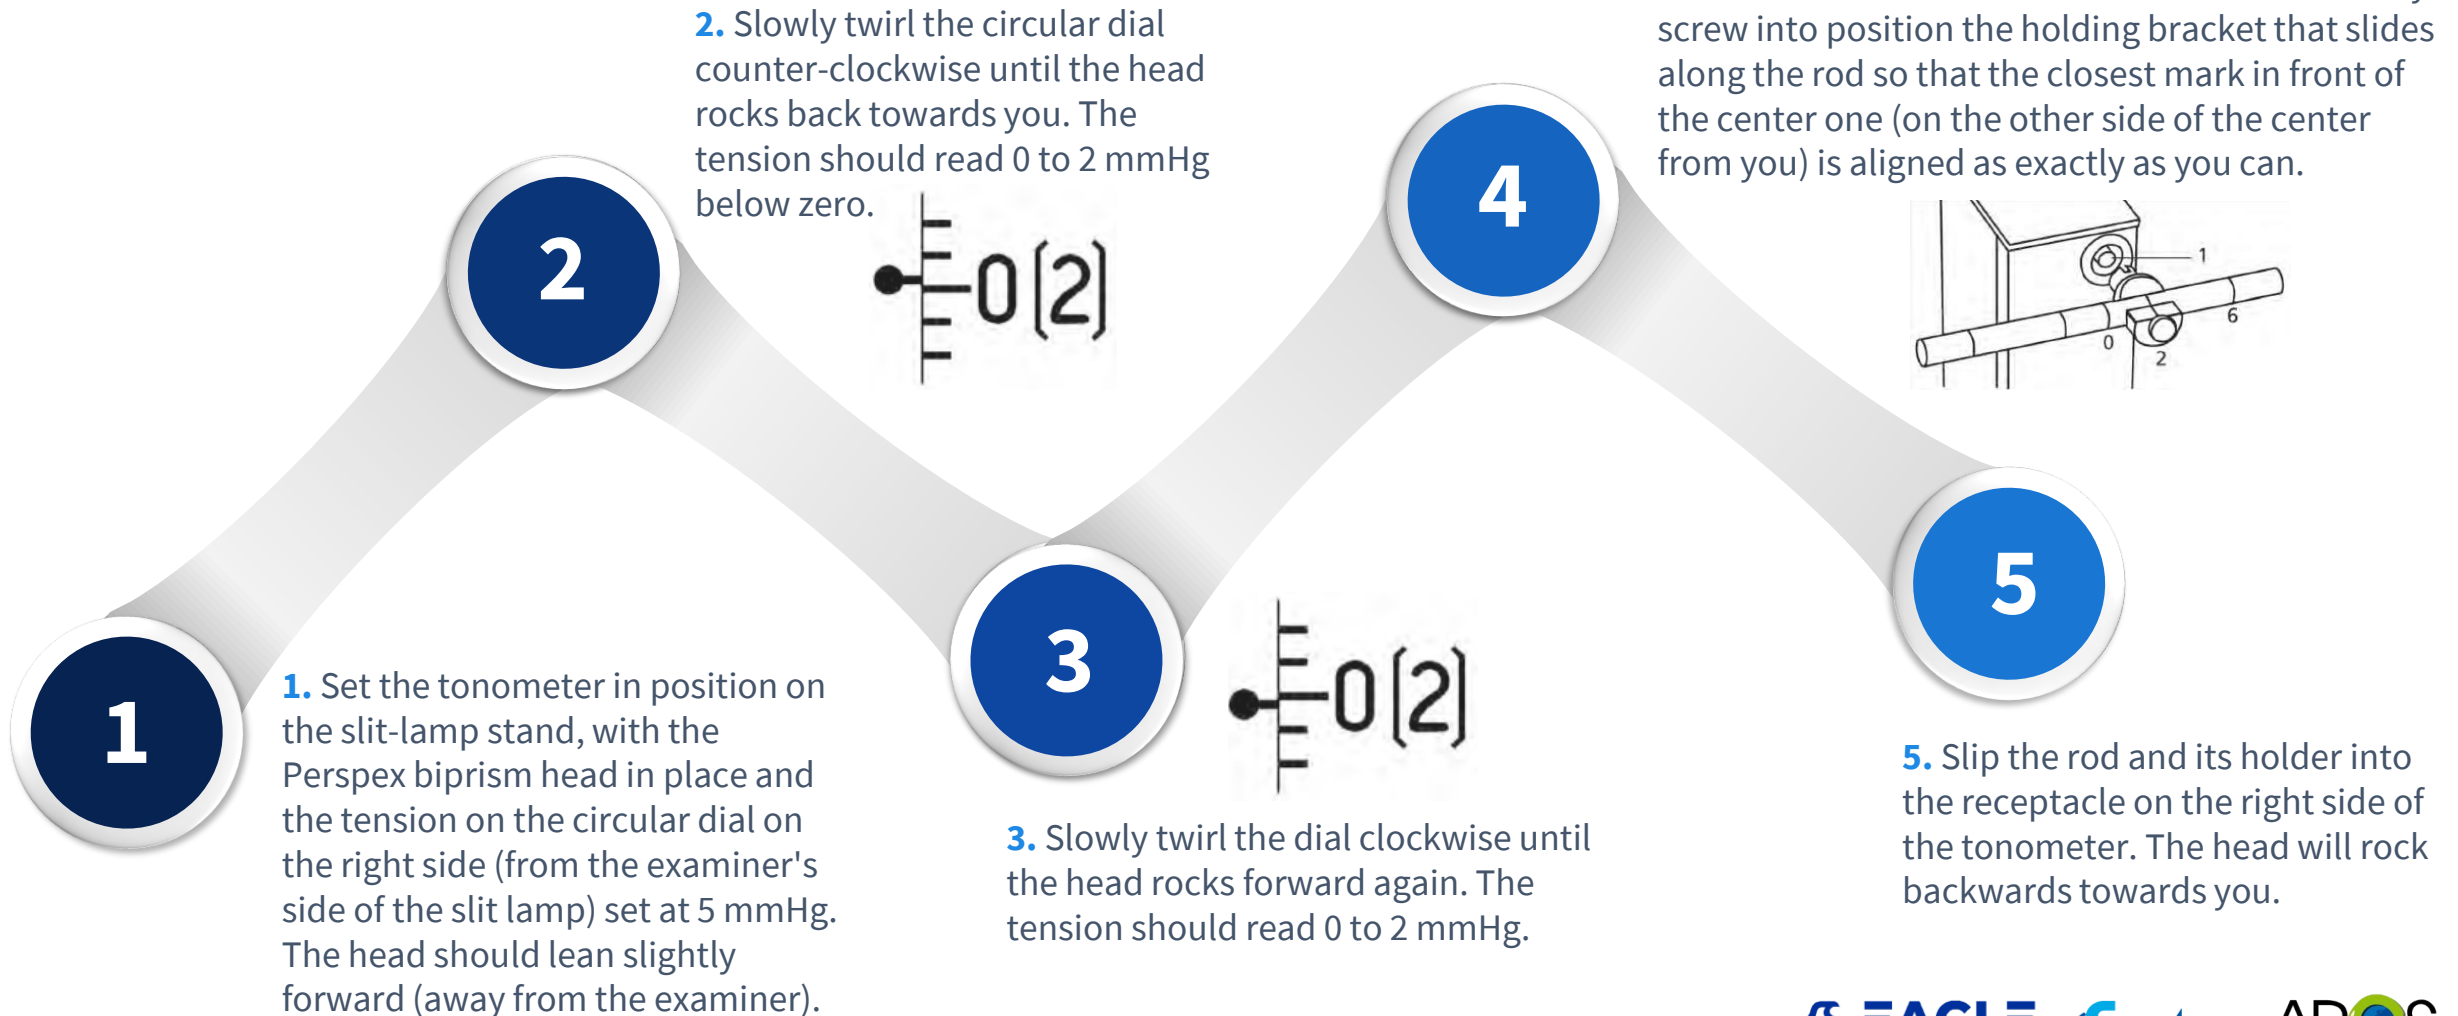 2. Slowly twirl the circular dial
counter-clockwise until the head
rocks back towards you. The
tension should read 0 to 2 mmHg
below zero.
0(2)
2
screw into position the holding bracket that slides
along the rod so that the closest mark in front of
the center one (on the other side of the center
from you) is aligned as exactly as you can.
4
1
6
0
2
1
1. Set the tonometer in position on
the slit-lamp stand, with the
Perspex biprism head in place and
the tension on the circular dial on
the right side (from the examiner's
side of the slit lamp) set at 5 mmHg.
The head should lean slightly
forward (away from the examiner).
3
0(2)
3. Slowly twirl the dial clockwise until
the head rocks forward again. The
tension should read 0 to 2 mmHg.
5
5. Slip the rod and its holder into
the receptacle on the right side of
the tonometer. The head will rock
backwards towards you.
EAGLE